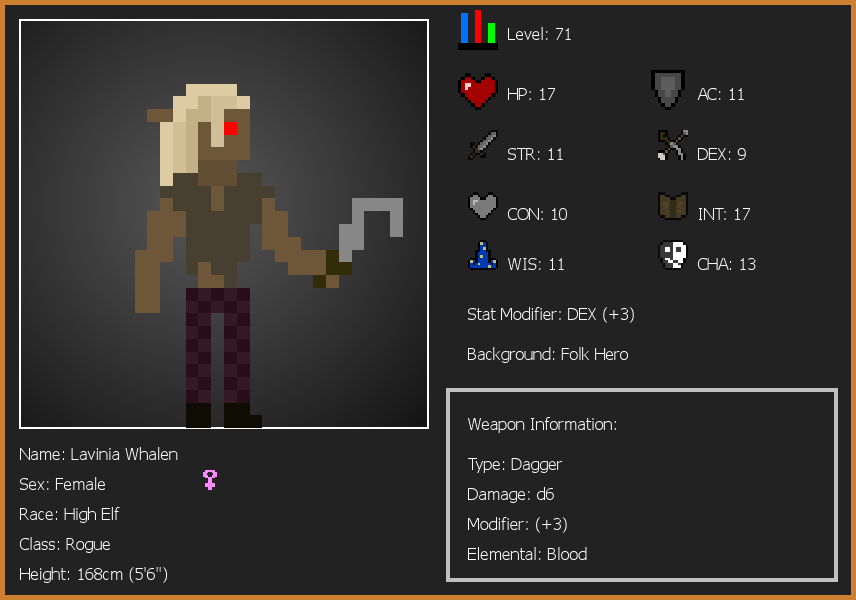 Level: 71
HP: 17
AC: 11
STR: 11
DEX: 9
CON: 10
INT: 17
WIS: 11
CHA: 13
Stat Modifier: DEX (+3)
Background: Folk Hero
Weapon Information:
Type: Dagger
Damage: d6
Modifier: (+3)
Elemental: Blood
Name: Lavinia Whalen
Sex: Female
Race: High Elf
Class: Rogue
Height: 168cm (5'6")